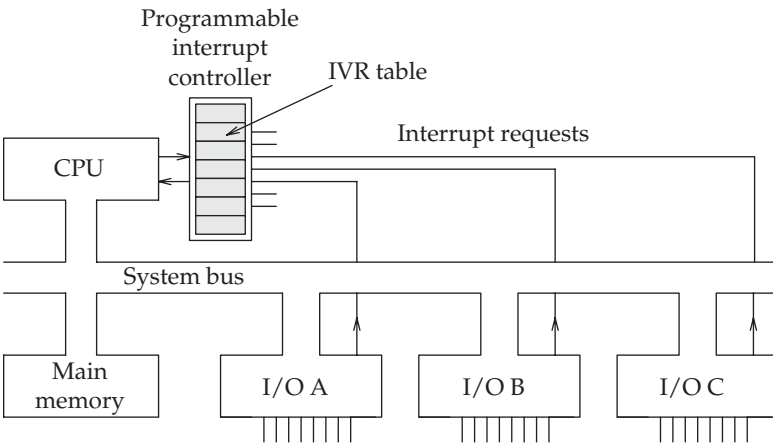 Programmable
interrupt
controller
IVR table
Interrupt requests
CPU
System bus
Main
memory
I/O A
I/O B
I/O C